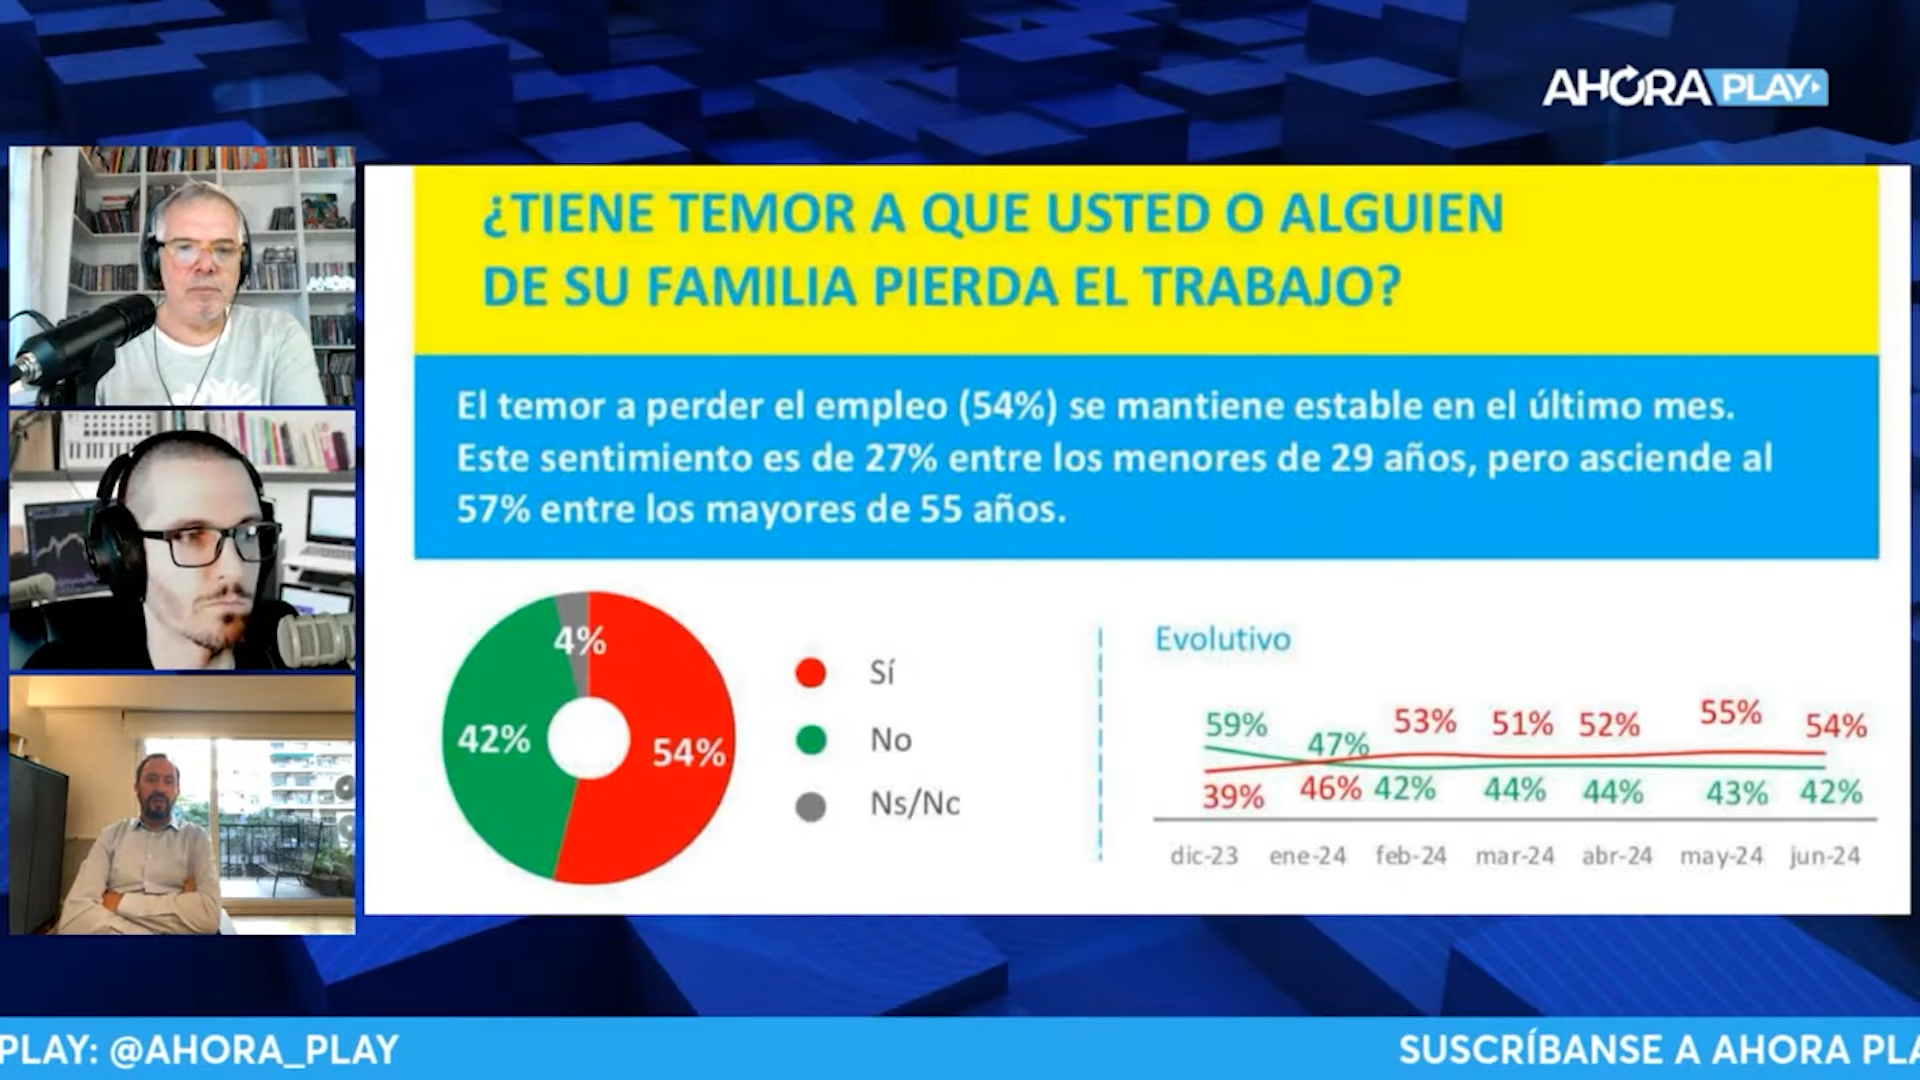 AHORA PLAY
¿TIENE TEMOR A QUE USTED O ALGUIEN
DE SU FAMILIA PIERDA EL TRABAJO?
El temor a perder el empleo (54%) se mantiene estable en el último mes.
Este sentimiento es de 27% entre los menores de 29 años, pero asciende al
57% entre los mayores de 55 años.
4%
42%
54%
Sí
No
Ns/Nc
Evolutivo
59% 47% 53% 51% 52% 55% 54%
39% 46% 42% 44% 44% 43% 42%
dic-23 ene-24 feb-24 mar-24 abr-24 may-24 jun-24
PLAY: @AHORA_PLAY
SUSCRÍBANSE A AHORA PLA